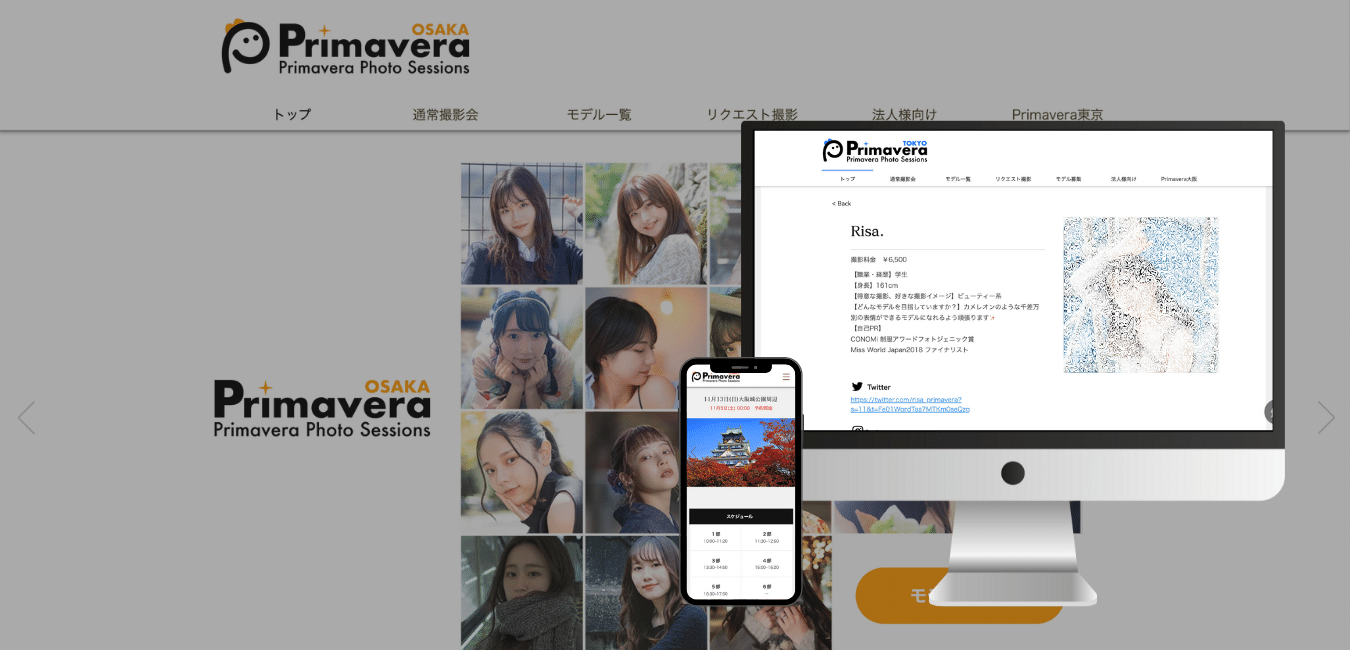 OSAKA
Primavera
Primavera Photo Sessions
トップ
通常撮影会
モデル一覧
リクエスト撮影
法人様向け
Primavera東京
OSAKA
Primavera
Primavera Photo Sessions
TOKYO
Primavera
Primavera Photo Sessions
トップ
通常撮影会
モデル一覧
リクエスト撮影
モデル募集
法人様向け
Primavera大阪
< Back
Risa.
撮影料金 ¥6,500
【職業・経歴】学生
【身長】161cm
【得意な撮影、好きな撮影イメージ】ビューティー系
【どんなモデルを目指していますか？】カメレオンのような千差万
別の表情ができるモデルになれるよう頑張ります
【自己PR】
CONOMi 制服アワードフォトジェニック賞
Miss World Japan2018 ファイナリスト
Twitter
https://twitter.com/risa_primavera?
Primavera
Primavera Photo Sessions
11月13日(日)大阪城公園周辺
11月5日(土) 00:00 予約開始
スケジュール
1部
2部
10:00~11:20
11:30~12:50
3部
4部
13:30~14:50
15:00~16:20
5部
6部
16:30~17:50
モ